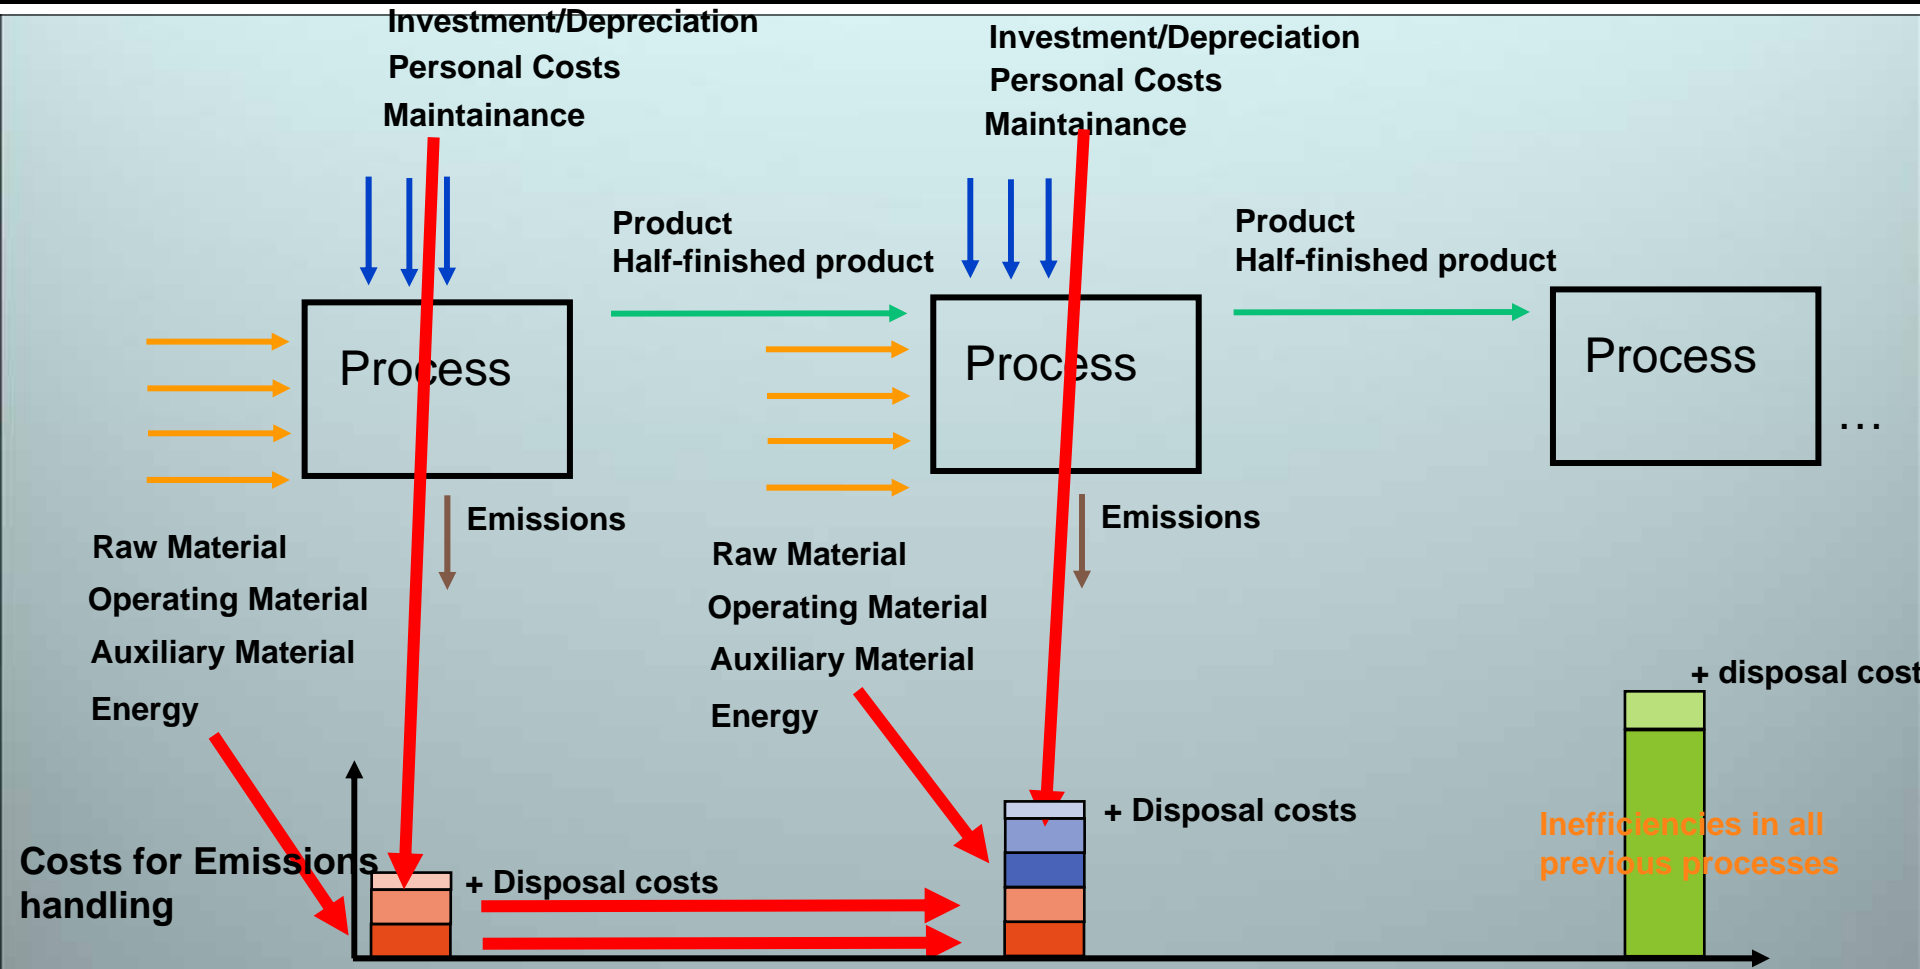 Investment/Depreciation
Personal Costs
Maintainance
Investment/Depreciation
Personal Costs
Maintainance
Product
Half-finished product
Product
Half-finished product
Process
Process
Process
...
Emissions
Emissions
Raw Material
Operating Material
Auxiliary Material
Energy
Raw Material
Operating Material
Auxiliary Material
Energy
+ disposal cost
+ Disposal costs
Inefficiencies in all
previous processes
Costs for Emissions
handling
+ Disposal costs